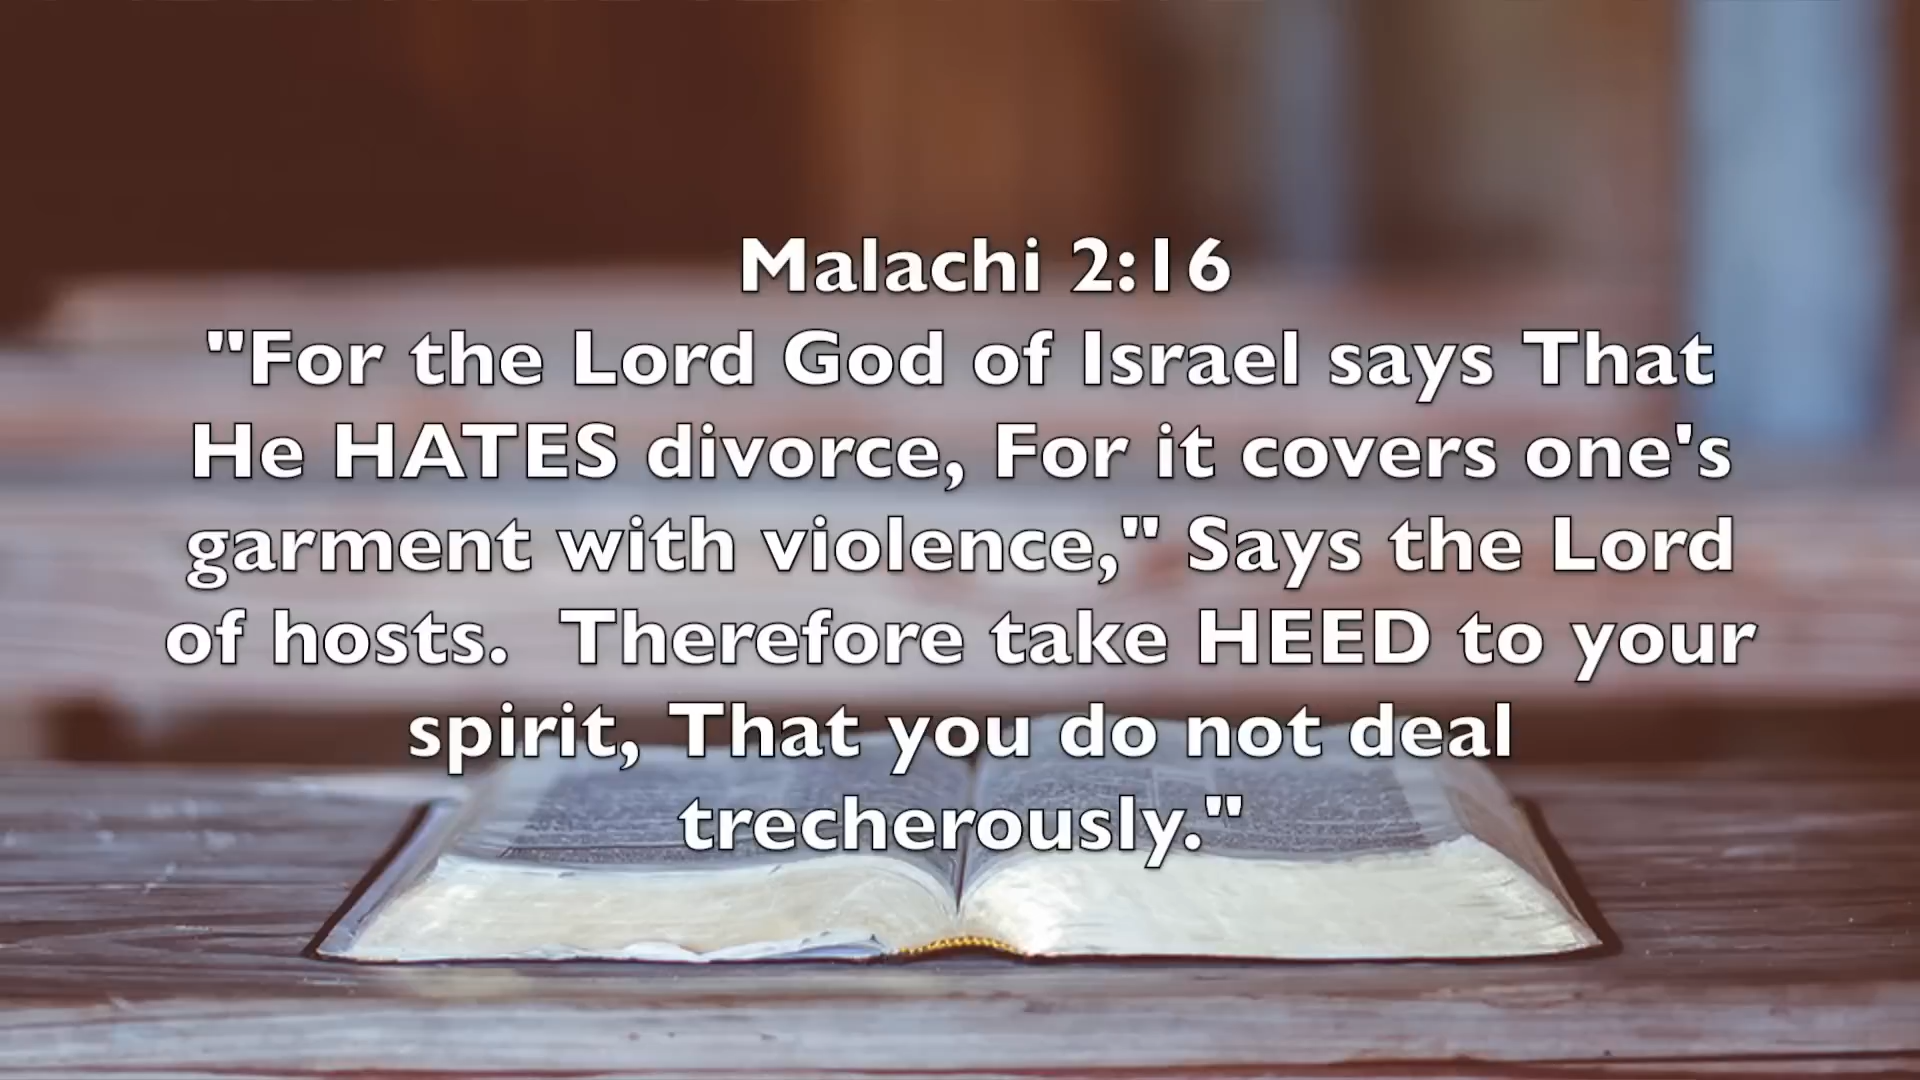 Malachi 2:16
"For the Lord God of Israel says That
He HATES divorce, For it covers one's
garment with violence," Says the Lord
of hosts.  Therefore take HEED to your
spirit, That you do not deal
trecherously."